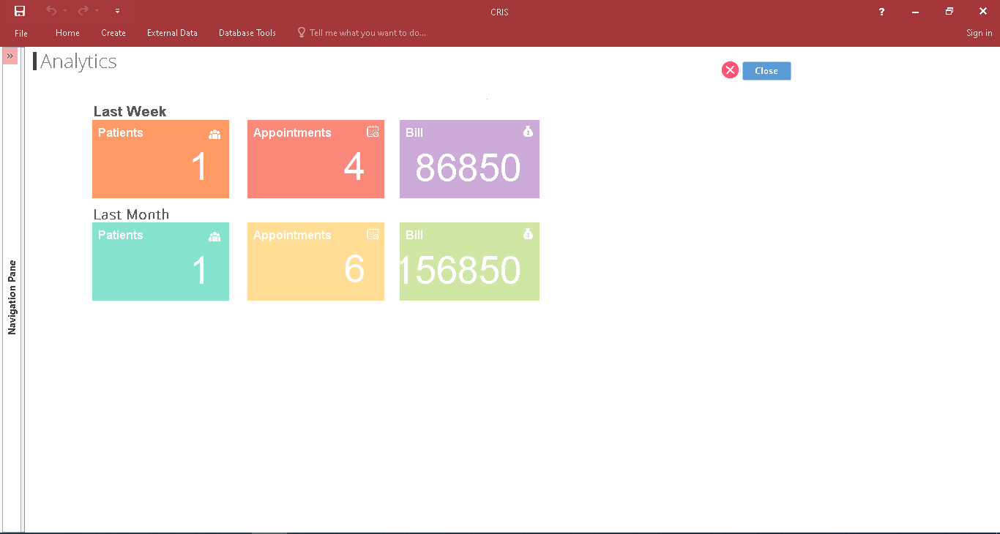 CRIS
?
File Home Create External Data Database Tools Tell me what you want to do... Sign in
»
Analytics
Close
Last Week
Patients Appointments Bill
1 4 86850
Last Month
Patients Appointments Bill
1 6 156850
Navigation Pane